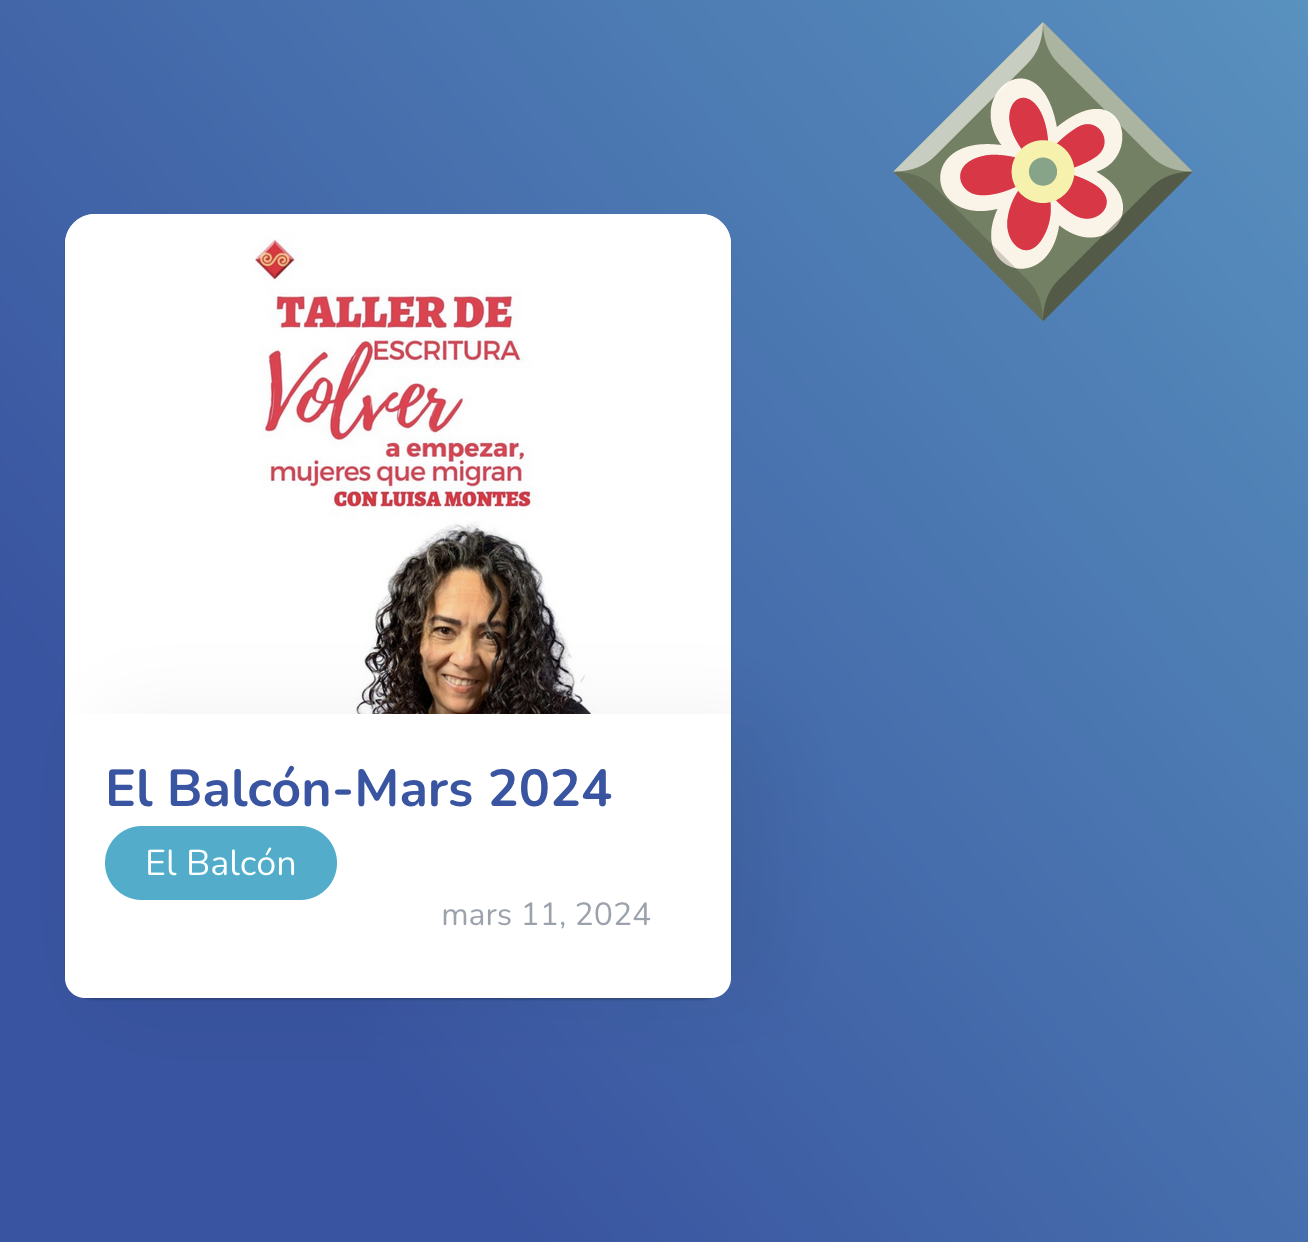 TALLER DE
ESCRITURA
Volver
a empezar,
mujeres que migran
CON LUISA MONTES
El Balcón-Mars 2024
El Balcón
mars 11, 2024